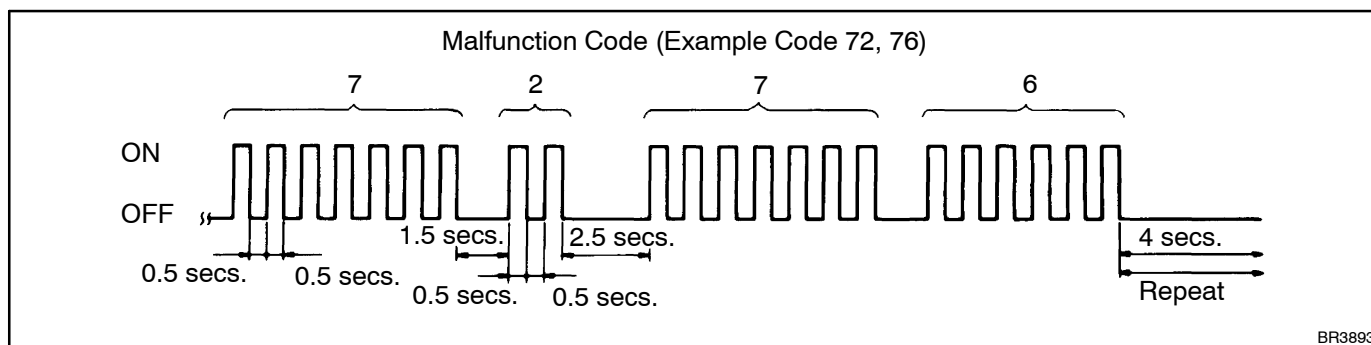 Malfunction Code (Example Code 72, 76)
7 2 7 6
ON
OFF
1.5 secs. 2.5 secs. 4 secs.
0.5 secs. 0.5 secs. 0.5 secs. 0.5 secs.
Repeat
BR3893